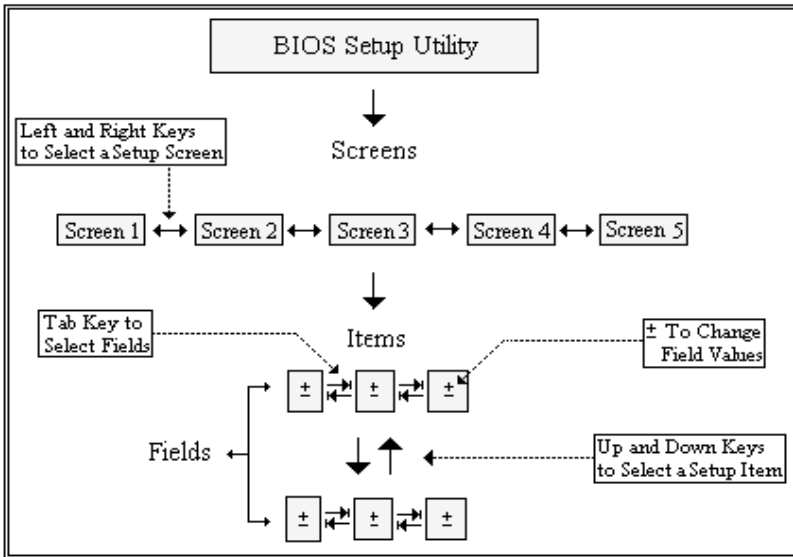 BIOS Setup Utility
Left and Right Keys
to Select a Setup Screen
Screens
Screen 1
Screen 2
Screen 3
Screen 4
Screen 5
Tab Key to
Select Fields
Items
± To Change
Field Values
± ± ±
Fields
Up and Down Keys
to Select a Setup Item
± ± ±